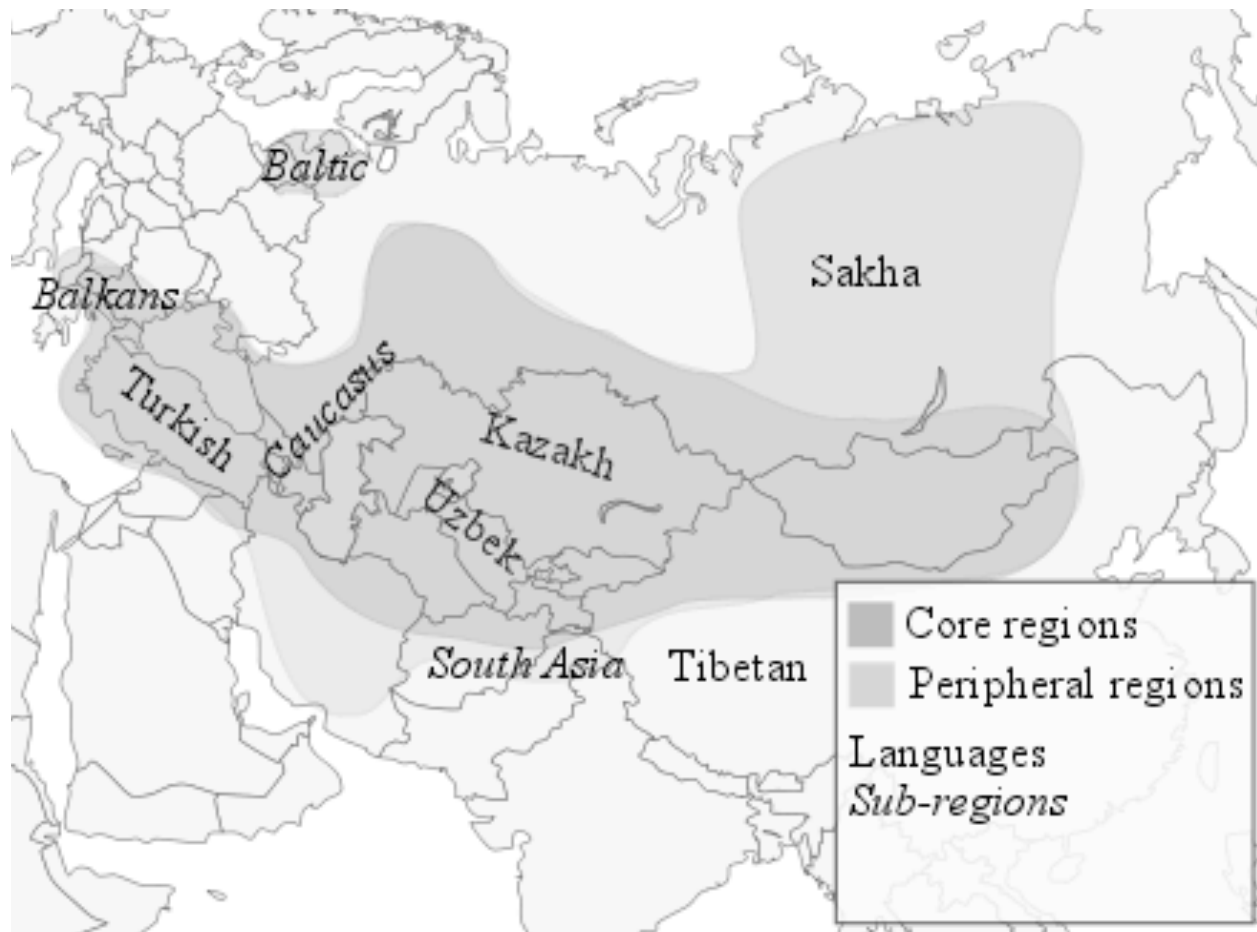 Baltic
Sakha
Balkans
Turkish
Caucasus
Kazakh
Uzbek
South Asia
Tibetan
Core regions
Peripheral regions
Languages
Sub-regions